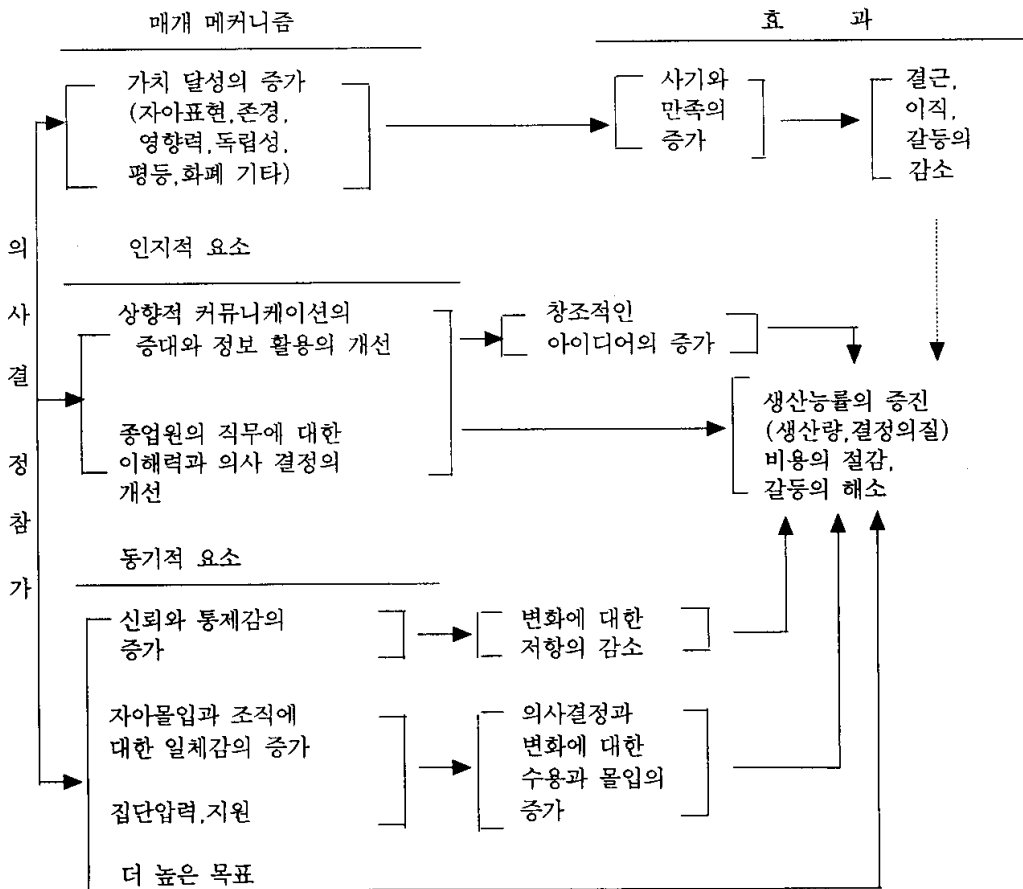 매개 메커니즘
효 과
가치 달성의 증가
(자아표현,존경,
영향력,독립성,
평등,화폐 기타)
사기와
만족의
증가
결근,
이직,
갈등의
감소
의사결정참가
인지적 요소
상향적 커뮤니케이션의
증대와 정보 활용의 개선
창조적인
아이디어의 증가
종업원의 직무에 대한
이해력과 의사 결정의
개선
생산능률의 증진
(생산량,결정의질)
비용의 절감,
갈등의 해소
동기적 요소
신뢰와 통제감의
증가
변화에 대한
저항의 감소
자아몰입과 조직에
대한 일체감의 증가
집단압력,지원
의사결정과
변화에 대한
수용과 몰입의
증가
더 높은 목표